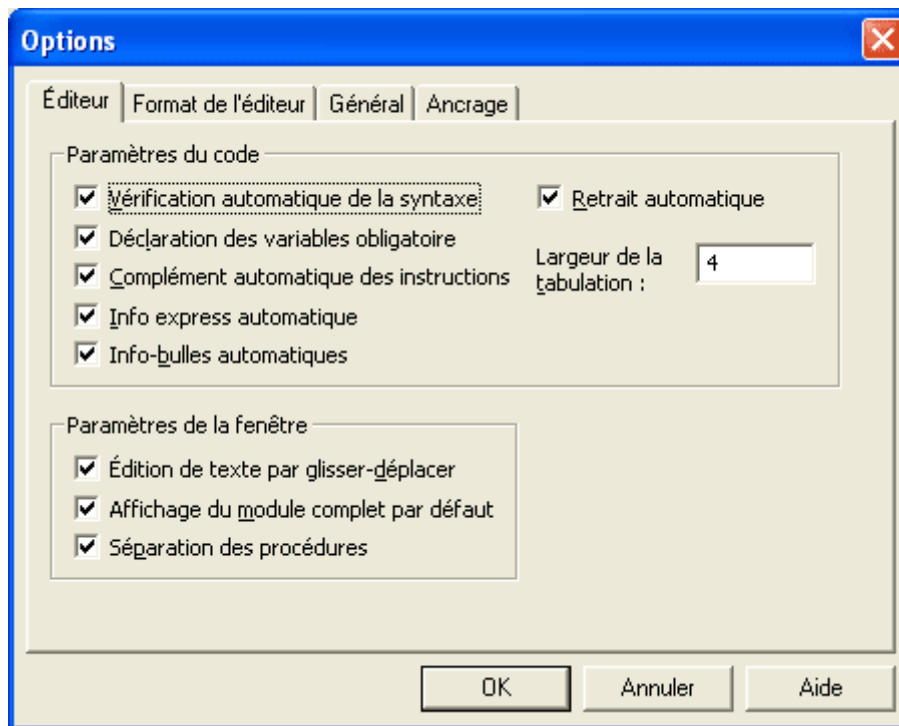 Options
Éditeur
Format de l'éditeur
Général
Ancrage
Paramètres du code
Vérification automatique de la syntaxe
Retrait automatique
Déclaration des variables obligatoire
Largeur de la
tabulation :
4
Complément automatique des instructions
Info express automatique
Info-bulles automatiques
Paramètres de la fenêtre
Édition de texte par glisser-déplacer
Affichage du module complet par défaut
Séparation des procédures
OK
Annuler
Aide